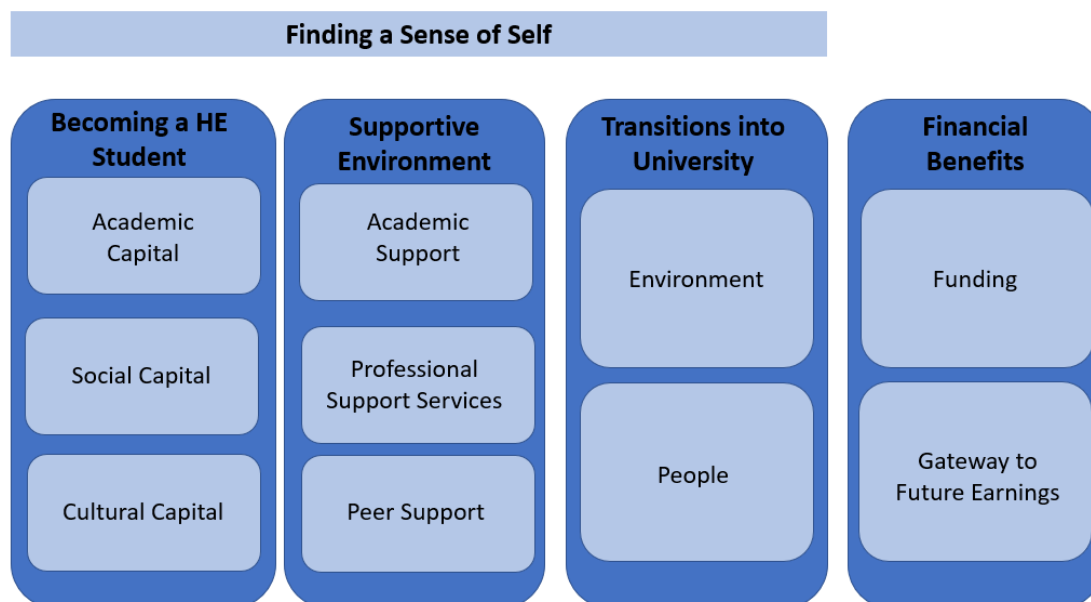 Finding a Sense of Self
Becoming a HE
Student
Academic
Capital
Social Capital
Cultural Capital
Supportive
Environment
Academic
Support
Professional
Support Services
Peer Support
Transitions into
University
Environment
People
Financial
Benefits
Funding
Gateway to
Future Earnings